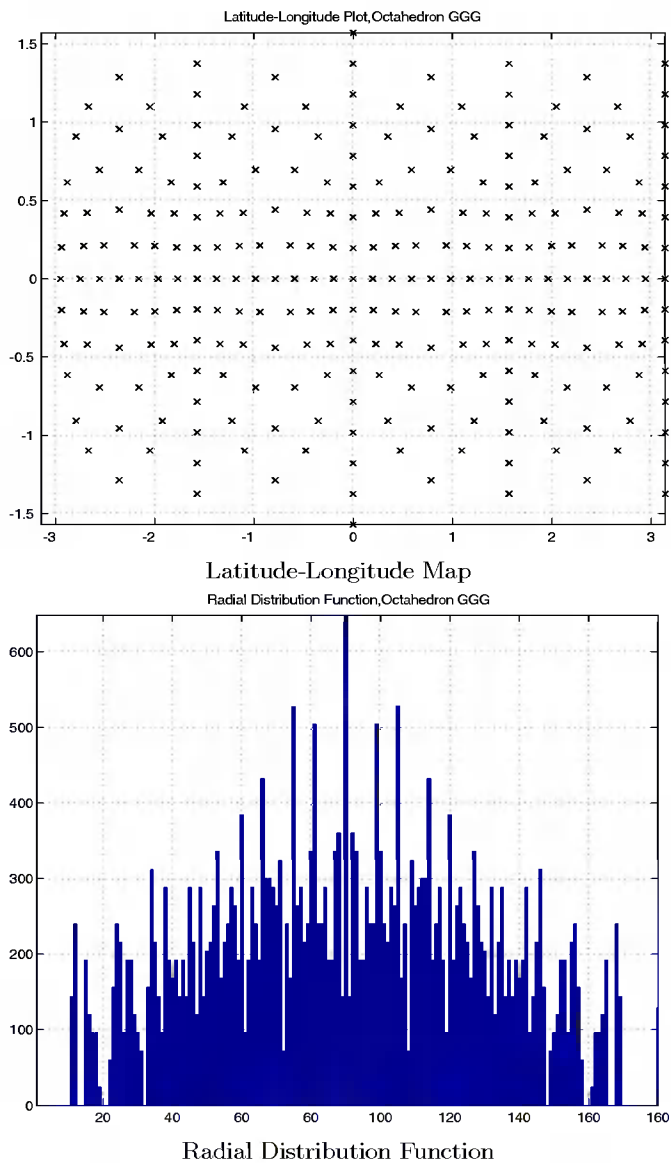 Latitude-Longitude Plot,Octahedron GGG
1.5
1
0.5
0
-0.5
-1
-1.5
-3 -2 -1 0 1 2 3
Latitude-Longitude Map
Radial Distribution Function,Octahedron GGG
600
500
400
300
200
100
0
20 40 60 80 100 120 140 160 180
Radial Distribution Function